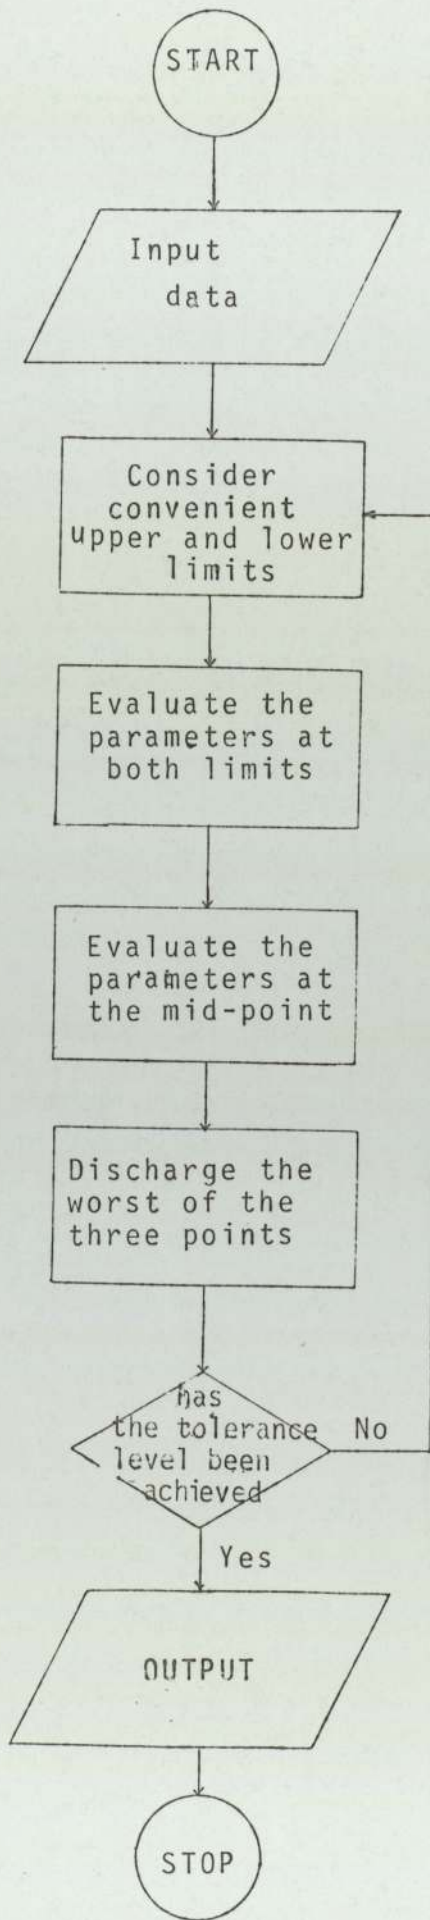 START
Input
data
Consider
convenient
upper and lower
limits
Evaluate the
parameters at
both limits
Evaluate the
parameters at
the mid-point
Discharge the
worst of the
three points
has
the tolerance
level been
achieved
No
Yes
OUTPUT
STOP